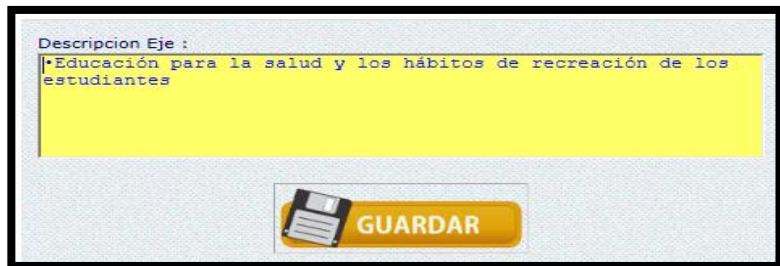 Descripcion Eje :
•Educación para la salud y los hábitos de recreación de los
estudiantes
GUARDAR